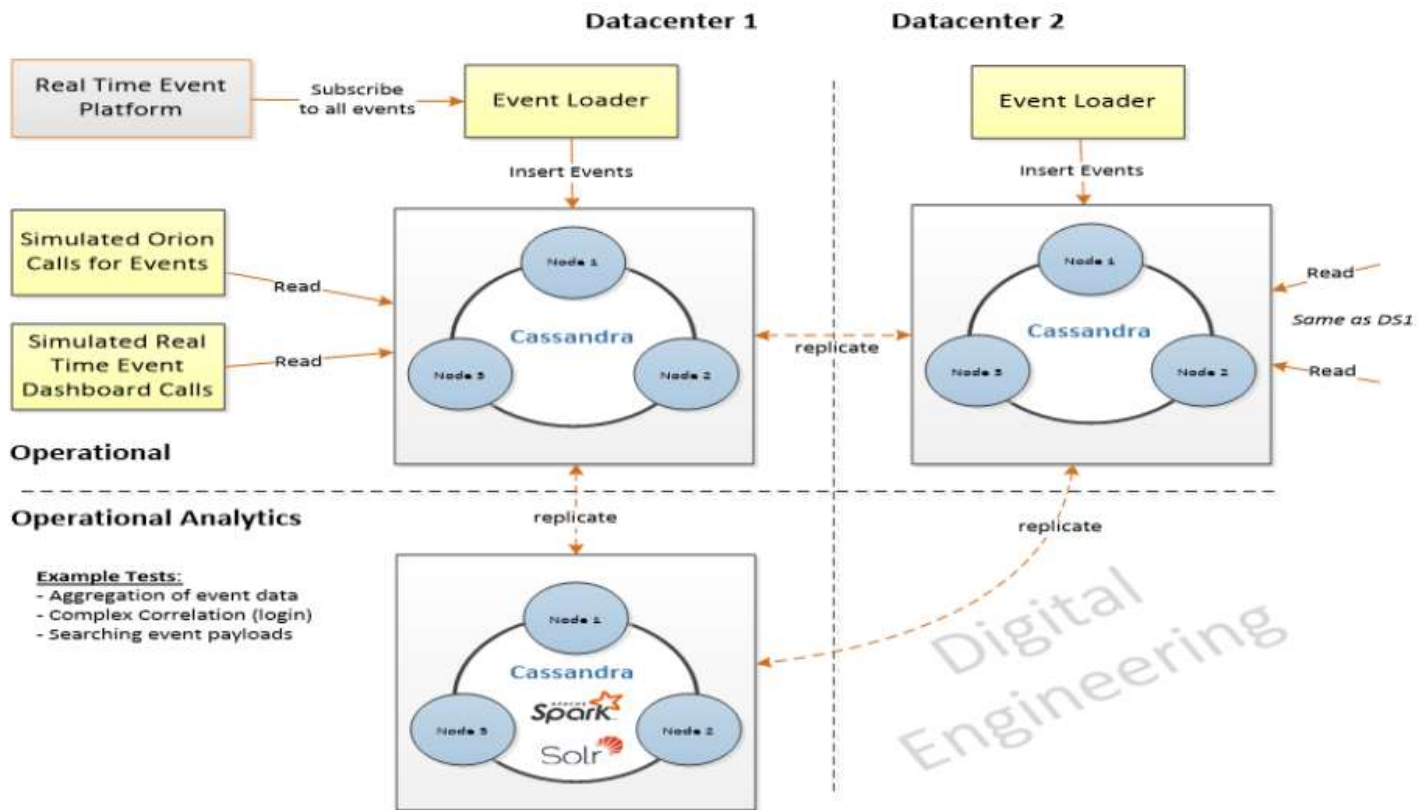 Datacenter 1
Datacenter 2
Real Time Event
Platform
Subscribe
to all events
Event Loader
Event Loader
Insert Events
Insert Events
Simulated Orion
Calls for Events
Read
Simulated Real
Time Event
Dashboard Calls
Read
Node 1
Cassandra
Node 3
Node 2
replicate
Node 1
Cassandra
Node 3
Node 2
Read
Same as DS1
Read
Operational
Operational Analytics
replicate
replicate
Example Tests:
- Aggregation of event data
- Complex Correlation (login)
- Searching event payloads
Node 1
Cassandra
APACHE
Spark
Solr
Node 3
Node 2
Digital
Engineering